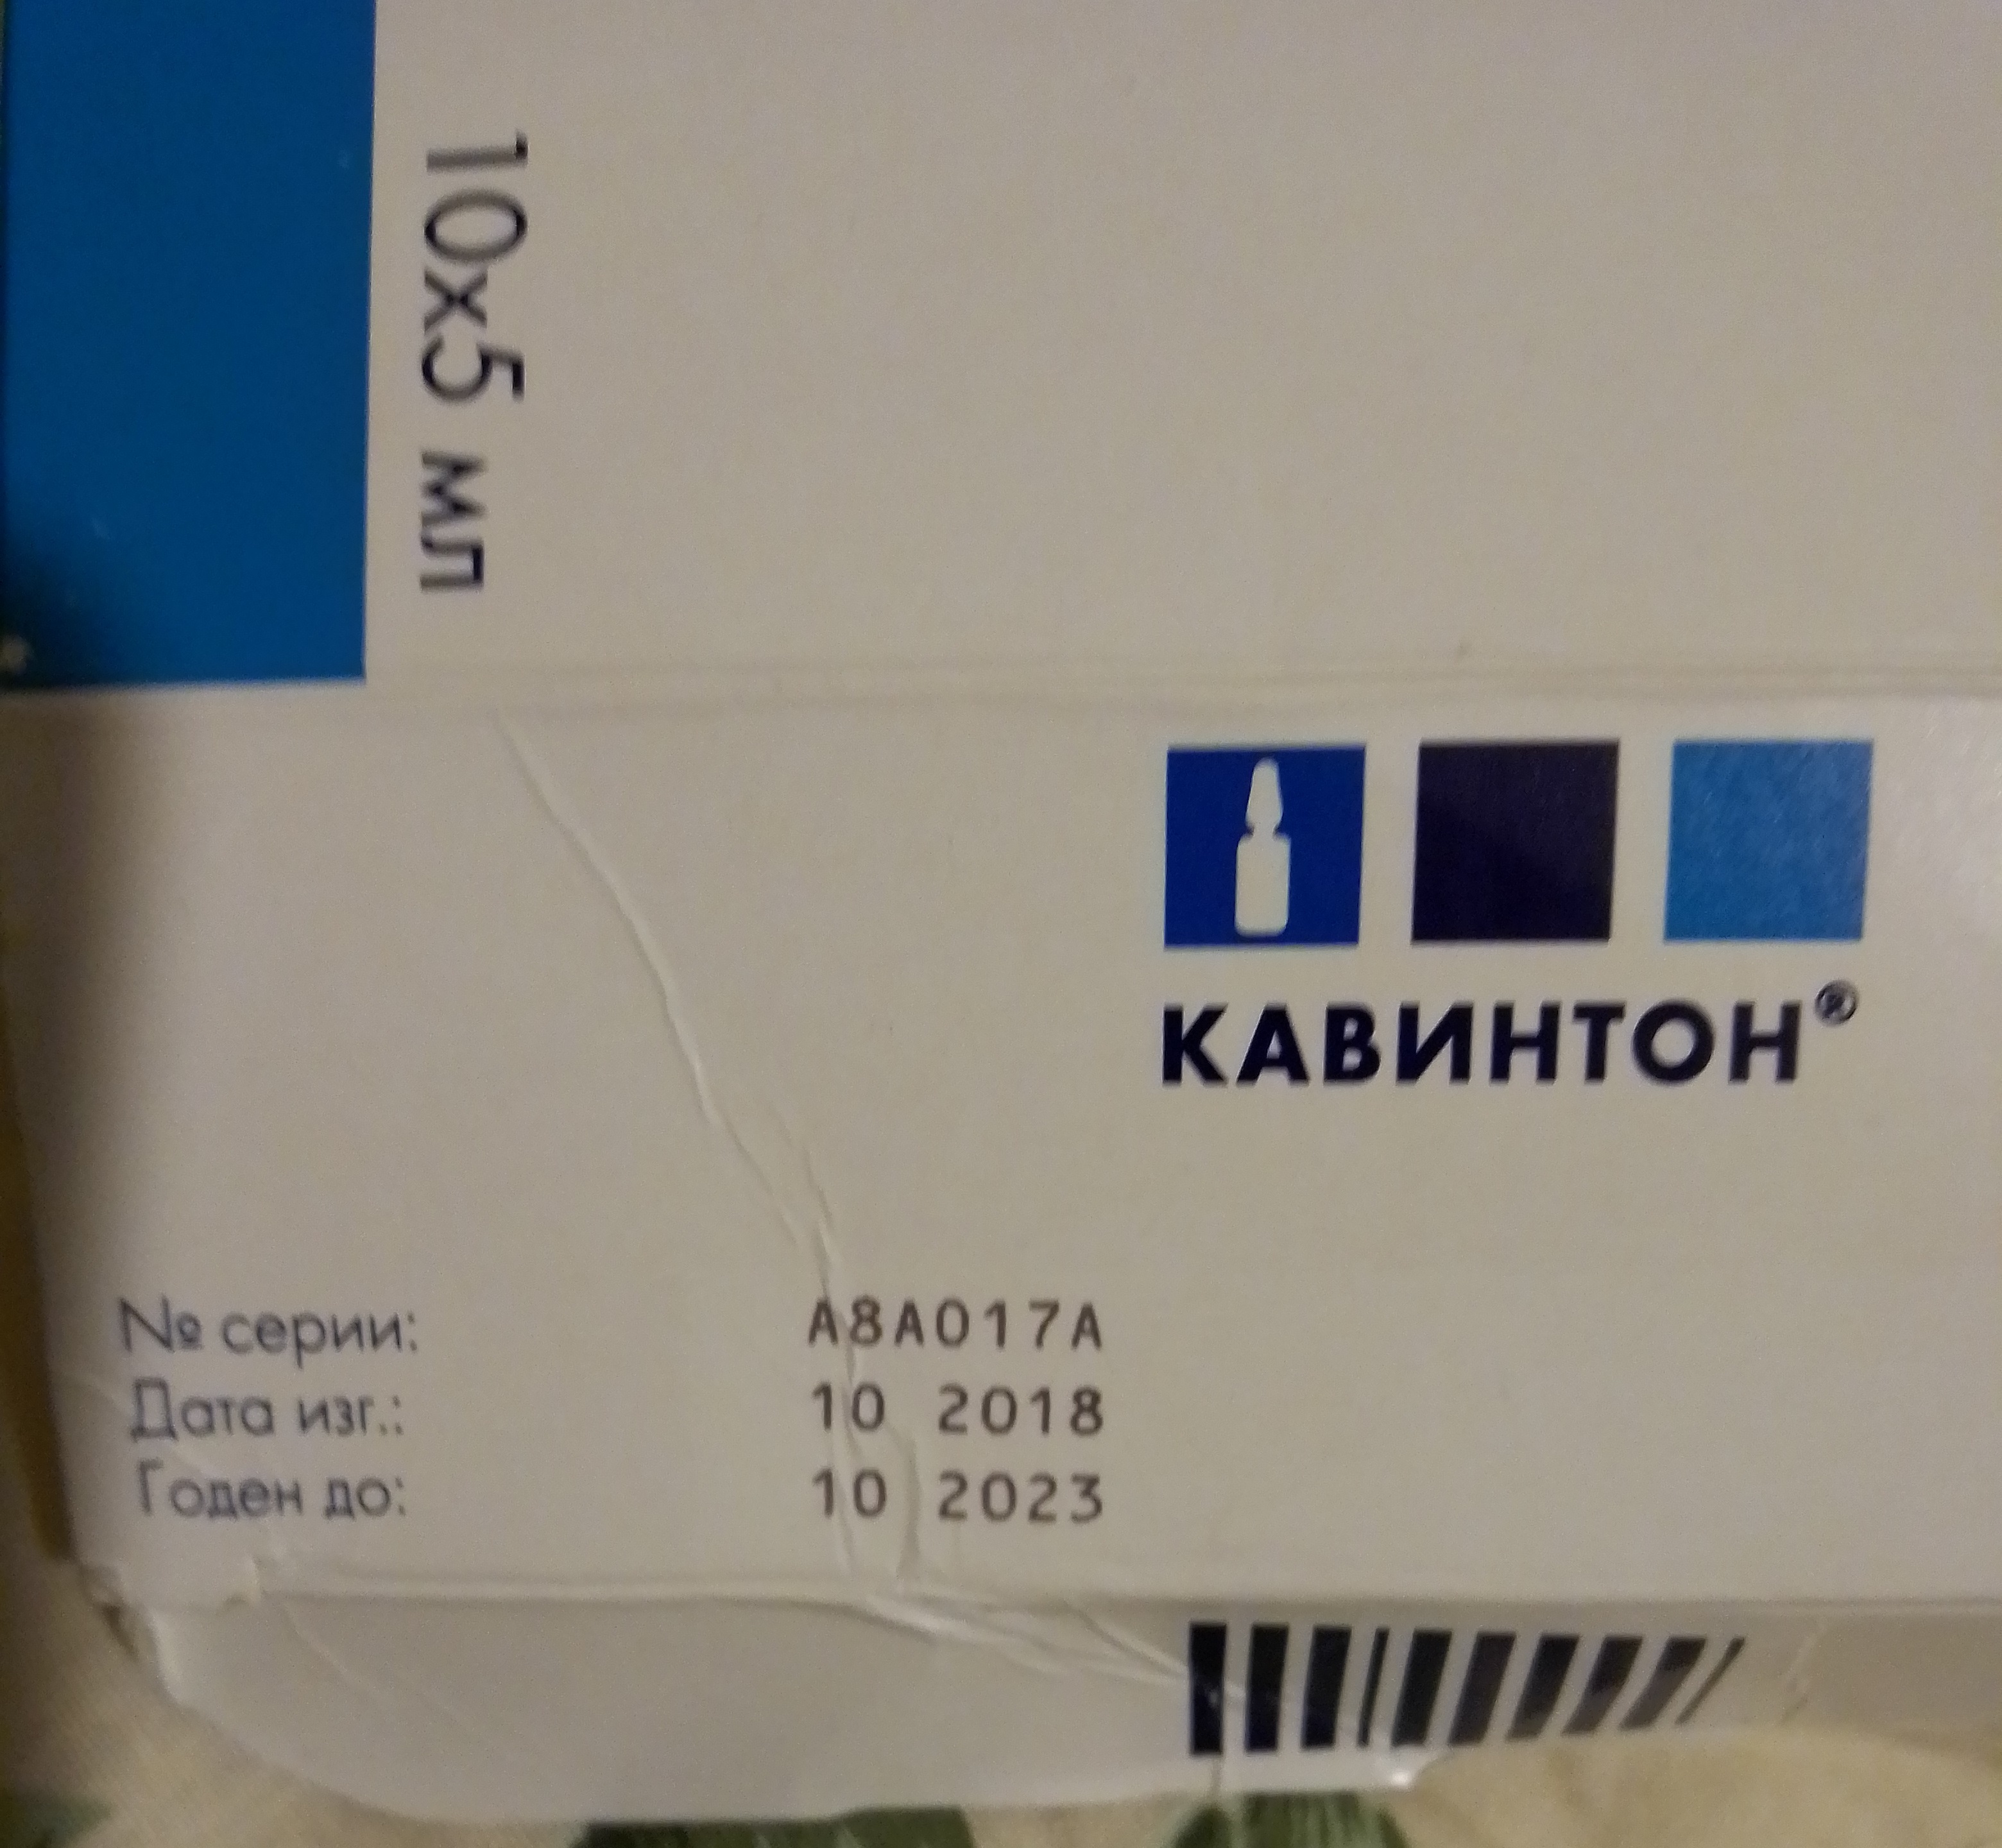 10x5 мл
КАВИНТОН®
№ серии: A8A017A
Дата изг.: 10 2018
Годен до: 10 2023